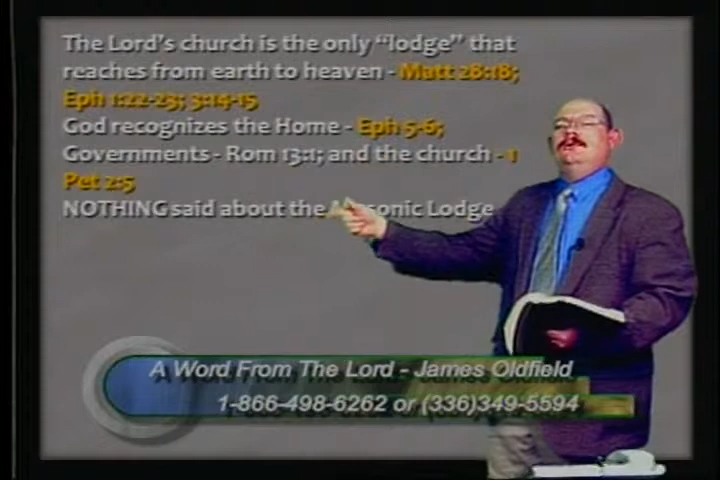 The Lord's church is the only “lodge” that
reaches from earth to heaven - Matt 28:18;
Eph 1:22-23; 3:14-15
God recognizes the Home - Eph 5-6;
Governments - Rom 13:1; and the church - 1
Pet 2:5
NOTHING said about the sonic Lodge
A Word From The Lord - James Oldfield
1-866-498-6262 or (336)349-5594